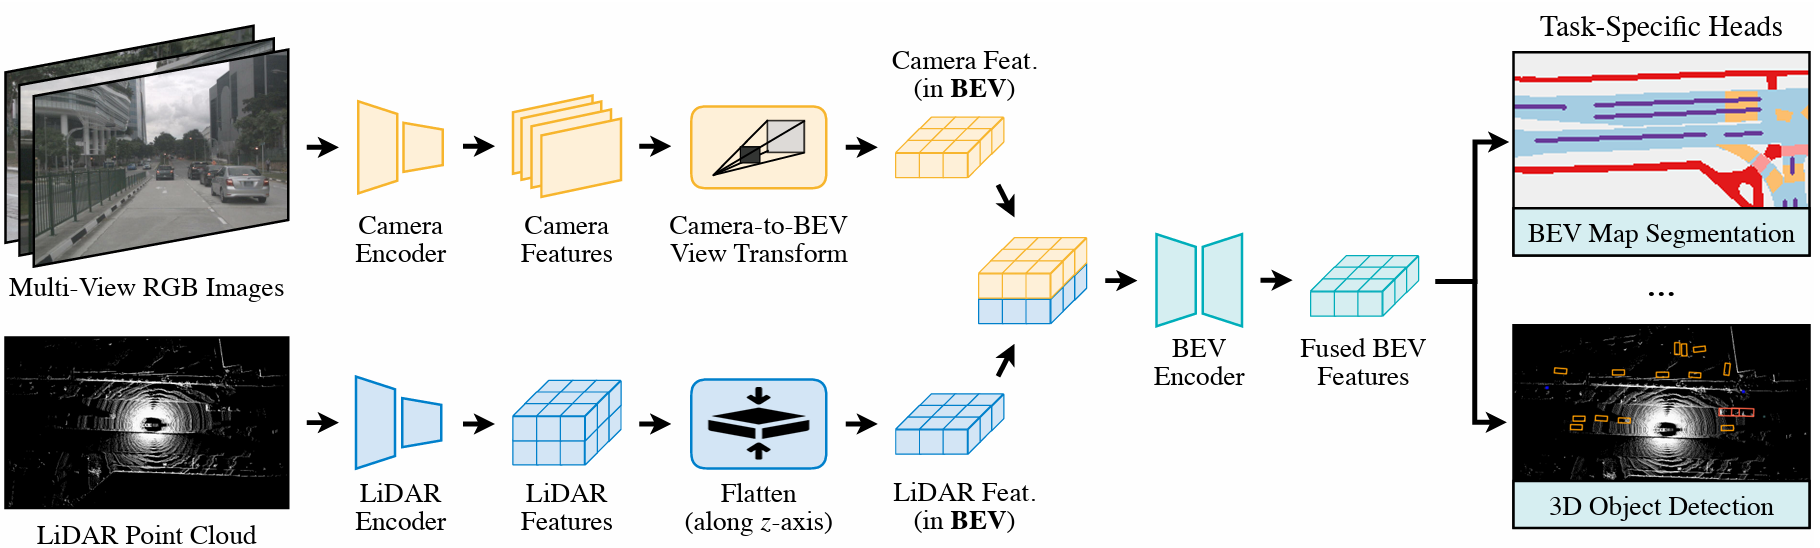 Task-Specific Heads
Camera Feat.
(in BEV)
Camera
Encoder
Camera
Features
Camera-to-BEV
View Transform
BEV Map Segmentation
Multi-View RGB Images
...
BEV
Encoder
Fused BEV
Features
LiDAR
Encoder
LiDAR
Features
Flatten
(along z-axis)
LiDAR Feat.
(in BEV)
3D Object Detection
LiDAR Point Cloud